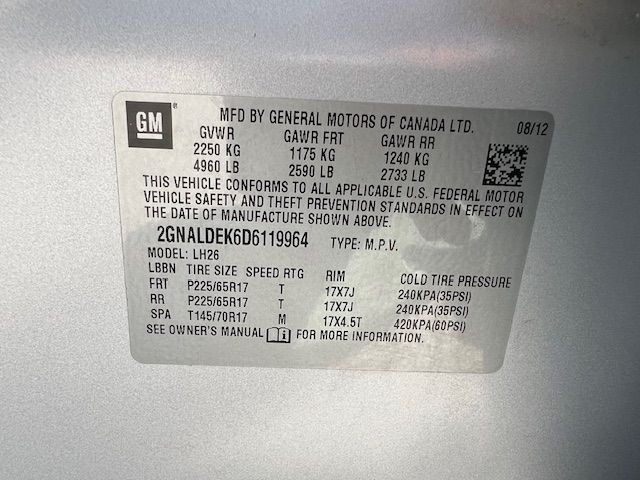 GM
MFD BY GENERAL MOTORS OF CANADA LTD. 08/12
GVWR GAWR FRT GAWR RR
2250 KG 1175 KG 1240 KG
4960 LB 2590 LB 2733 LB
THIS VEHICLE CONFORMS TO ALL APPLICABLE U.S. FEDERAL MOTOR
VEHICLE SAFETY AND THEFT PREVENTION STANDARDS IN EFFECT ON
THE DATE OF MANUFACTURE SHOWN ABOVE.
2GNALDEK6D6119964 TYPE: M.P.V.
MODEL: LH26
LBBN TIRE SIZE SPEED RTG RIM COLD TIRE PRESSURE
FRT P225/65R17 T 17X7J 240KPA(35PSI)
RR P225/65R17 T 17X7J 240KPA(35PSI)
SPA T145/70R17 M 17X4.5T 420KPA(60PSI)
SEE OWNER'S MANUAL i FOR MORE INFORMATION.